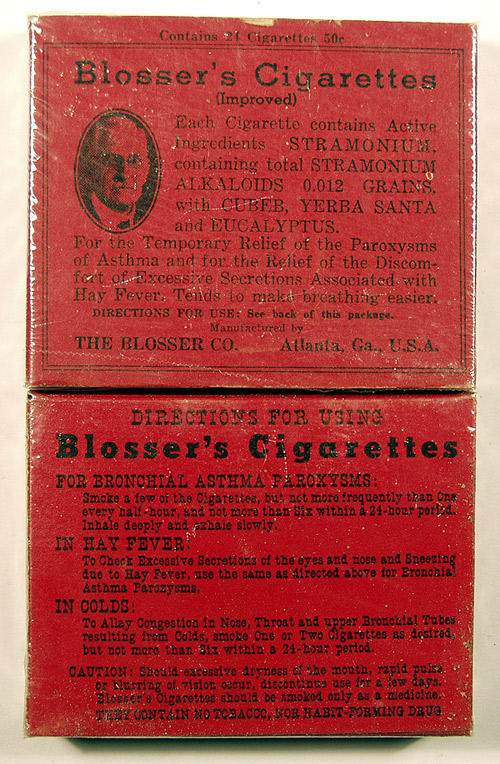 Contains 24 Cigarettes 50c
Blosser's Cigarettes
(Improved)
Each Cigarette contains Active
ingredients STRAMONIUM,
containing total STRAMONIUM
ALKALOIDS 0.012 GRAINS,
with CUBEB, YERBA SANTA
and EUCALYPTUS.
For the Temporary Relief of the Paroxysms
of Asthma and for the Relief of the Discom-
fort of Excessive Secretions Associated with
Hay Fever. Tends to make breathing easier.
DIRECTIONS FOR USE: See back of this package.
Manufactured by
THE BLOSSER CO. Atlanta, Ga., U.S.A.
DIRECTIONS FOR USING
Blosser's Cigarettes
FOR BRONCHIAL ASTHMA PAROXYSMS:
Smoke a few of the Cigarettes, but not more frequently than One
every half-hour, and not more than Six within a 24-hour period.
Inhale deeply and exhale slowly.
IN HAY FEVER:
To Check Excessive Secretions of the eyes and nose and Sneezing
due to Hay Fever, use the same as directed above for Bronchial
Asthma Paroxysms.
IN COLDS:
To Allay Congestion in Nose, Throat and upper Bronchial Tubes
resulting from Colds, smoke One or Two Cigarettes as desired,
but not more than Six within a 24-hour period.
CAUTION: Should excessive dryness of the mouth, rapid pulse
or blurring of vision occur, discontinue use for a few days.
Blosser's Cigarettes should be smoked only as a medicine.
THEY CONTAIN NO TOBACCO, NOR HABIT-FORMING DRUG